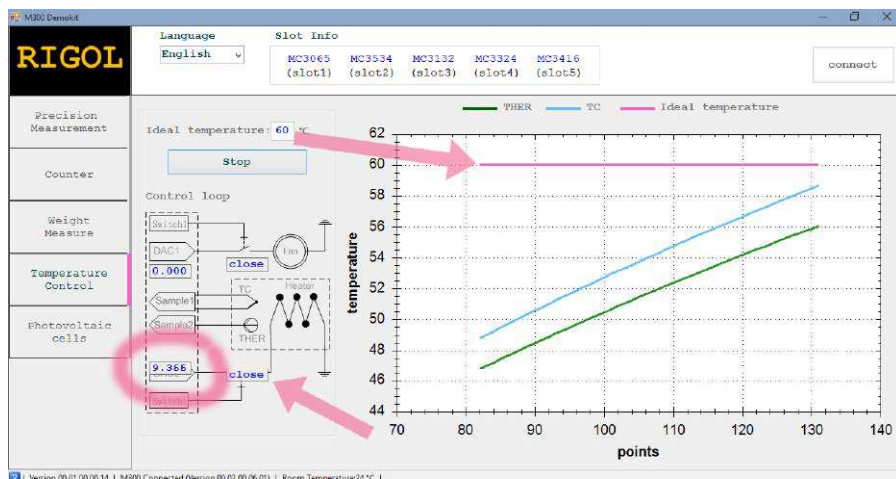 M300 Demolot
RIGOL
Language
English
Slot Info
MC3065 MC3534 MC3132 MC3324 MC3416
(slot1) (slot2) (slot3) (slot4) (slot5)
connect
Precision
Measurement
Counter
Weight
Measure
Temperature
Control
Photovoltaic
cells
Ideal temperature: 60 °C
Stop
Control loop
Switch1
DAC1
0.000
close
Fan
Sample1
Sample2
TC
THER
Heater
9.366
close
THER TC Ideal temperature
temperature
62
60
58
56
54
52
50
48
46
44
70 80 90 100 110 120 130 140
points
M300 Connected
Room Temperature:24 °C